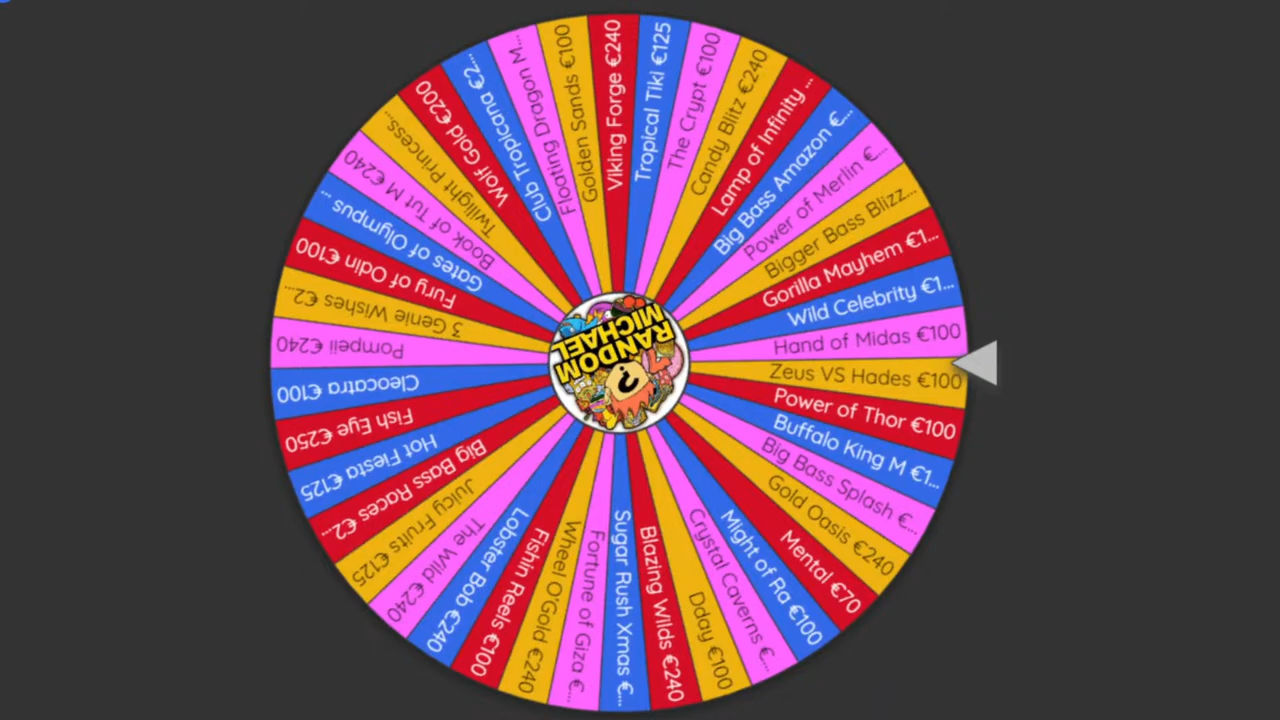 Viking Forge €240
Tropical Tiki €125
The Crypt €100
Candy Blitz €240
Lamp of Infinity ...
Big Bass Amazon €...
Power of Merlin €...
Bigger Bass Blizz...
Gorilla Mayhem €1...
Wild Celebrity €1...
Hand of Midas €100
Zeus VS Hades €100
Power of Thor €100
Buffalo King M €1...
Big Bass Splash €...
Gold Oasis €240
Mental €70
Might of Ra €100
Crystal Caverns €...
Dday €100
Blazing Wilds €240
Sugar Rush Xmas €...
Fortune of Giza €...
Wheel O'Gold €240
Fishin Reels €100
Lobster Bob €240
The Wild €240
Juicy Fruits €125
Big Bass Races €2...
Hot Fiesta €125
Fish Eye €250
Cleocatra €100
Pompeii €240
3 Genie Wishes €2...
Fury of Odin €100
Gates of Olympus ...
Book of Tut M €240
Twilight Princess...
Wolf Gold €200
Club Tropicana €2...
Floating Dragon M...
Golden Sands €100
RANDOM
MICHAEL